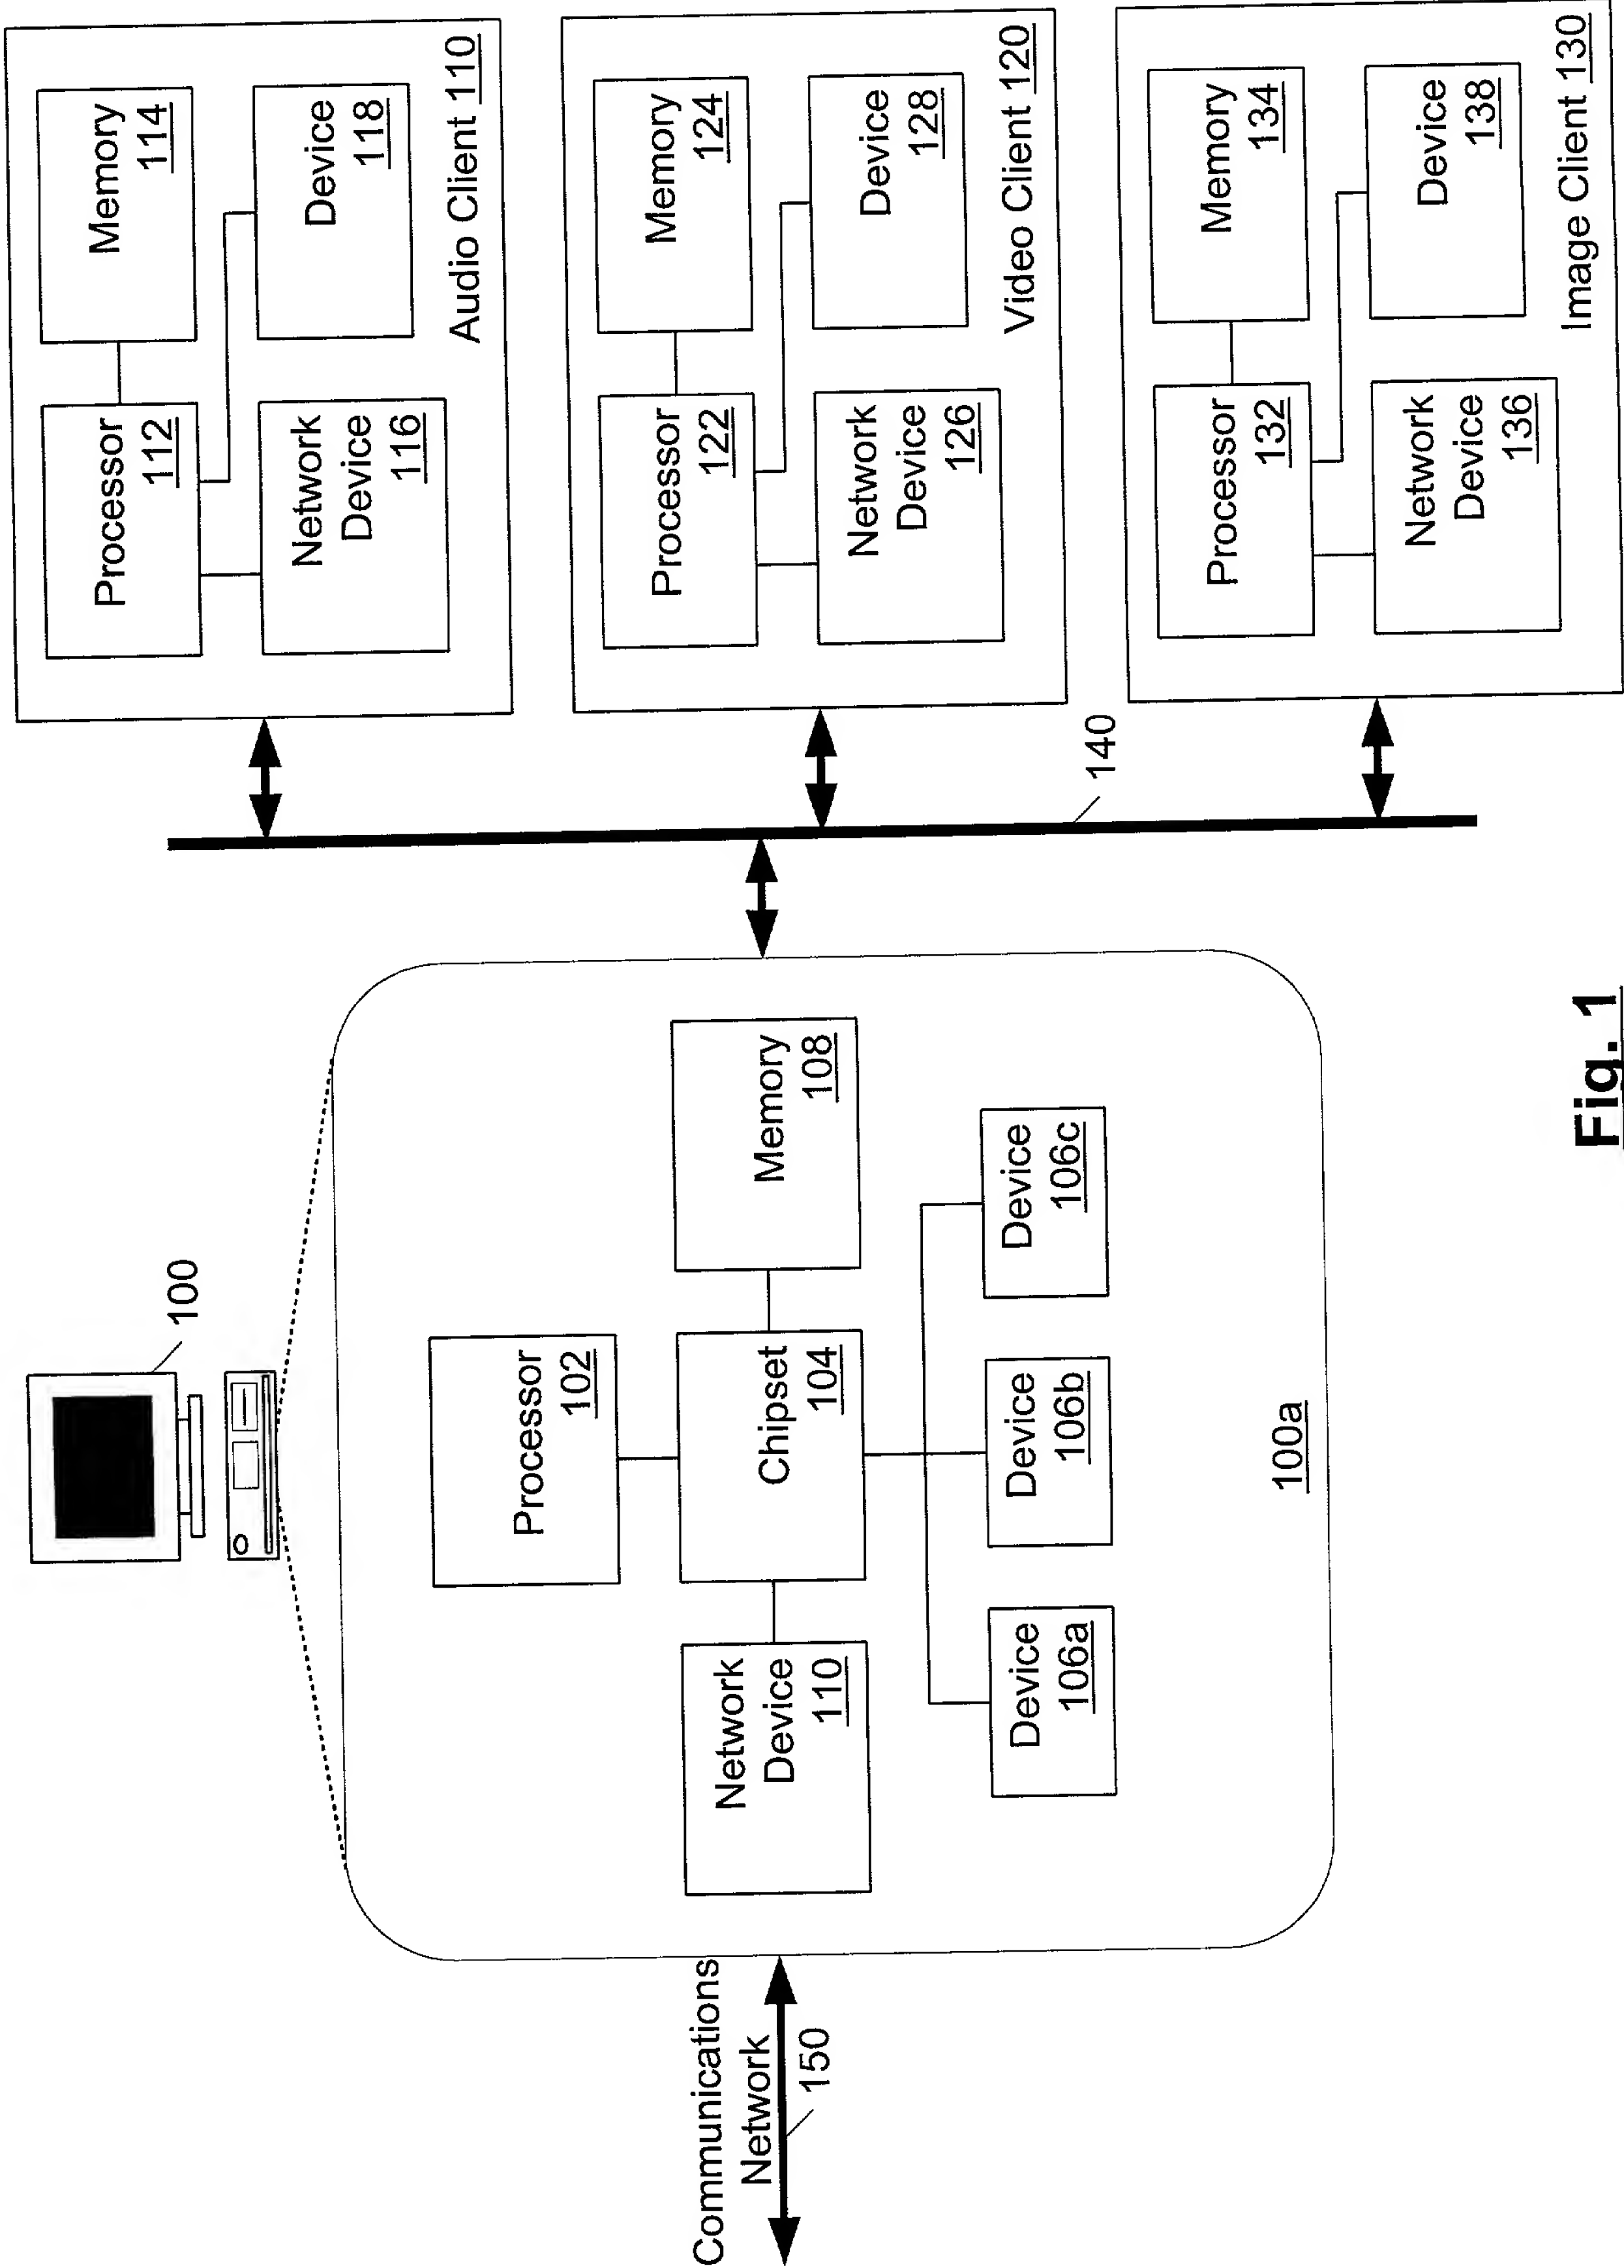 100
Communications
Network
150
Processor
102
Network
Device
110
Chipset
104
Memory
108
Device
106a
Device
106b
Device
106c
100a
140
Processor
112
Memory
114
Network
Device
116
Device
118
Audio Client 110
Processor
122
Memory
124
Network
Device
126
Device
128
Video Client 120
Processor
132
Memory
134
Network
Device
136
Device
138
Image Client 130
Fig. 1